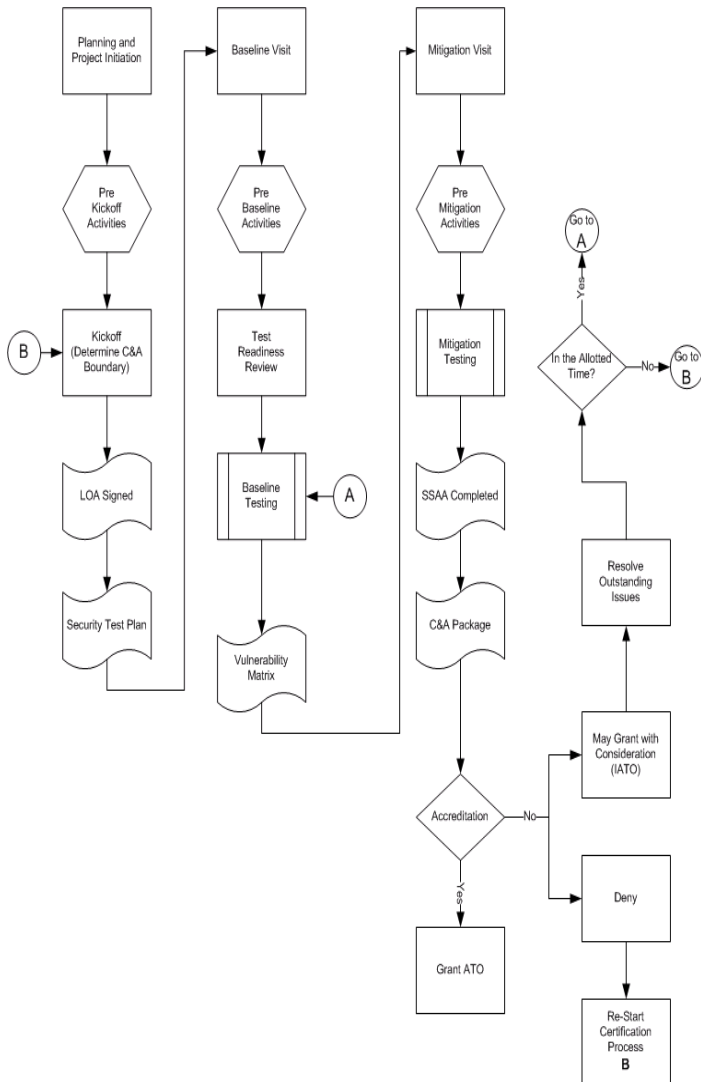 Planning and
Project Initiation
Pre
Kickoff
Activities
B
Kickoff
(Determine C&A
Boundary)
LOA Signed
Security Test Plan
Baseline Visit
Pre
Baseline
Activities
Test
Readiness
Review
Baseline
Testing
A
Vulnerability
Matrix
Mitigation Visit
Pre
Mitigation
Activities
Mitigation
Testing
SSAA Completed
C&A Package
Accreditation
No
Yes
Grant ATO
Go to
A
Yes
In the Allotted
Time?
No
Go to
B
Resolve
Outstanding
Issues
May Grant with
Consideration
(IATO)
Deny
Re-Start
Certification
Process
B